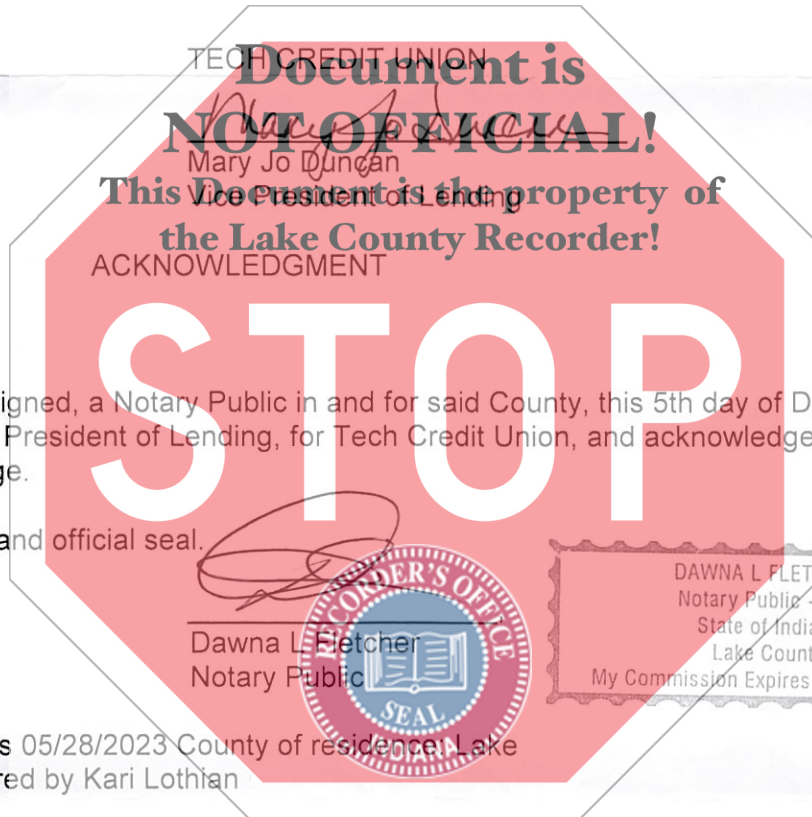 TECH CREDIT UNION
Document is
Mary Jo Duncan
NOT OFFICIAL!
Mary Jo Duncan
Vice President of Lending
This Document is the property of
the Lake County Recorder!
ACKNOWLEDGMENT
STOP
igned, a Notary Public in and for said County, this 5th day of D
President of Lending, for Tech Credit Union, and acknowledge
ge.
and official seal.
RECORDER'S OFFICE
SEAL
INDIANA
DAWNA L FLET
Notary Public -
State of India
Lake Count
My Commission Expires
Dawna L Fletcher
Notary Public
s 05/28/2023 County of residence: Lake
red by Kari Lothian